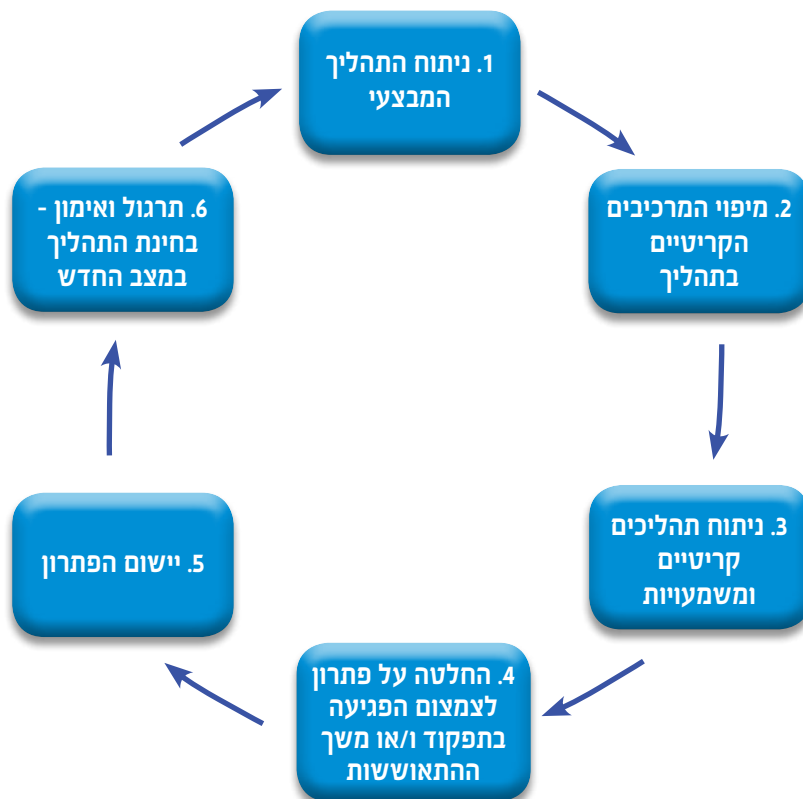 1. ניתוח התהליך
המבצעי
2. מיפוי המרכיבים
הקריטיים
בתהליך
3. ניתוח תהליכים
קריטיים
ומשמעויות
4. החלטה על פתרון
לצמצום הפגיעה
בתפקוד ו/או משך
ההתאוששות
5. יישום הפתרון
6. תרגול ואימון -
בחינת התהליך
במצב החדש